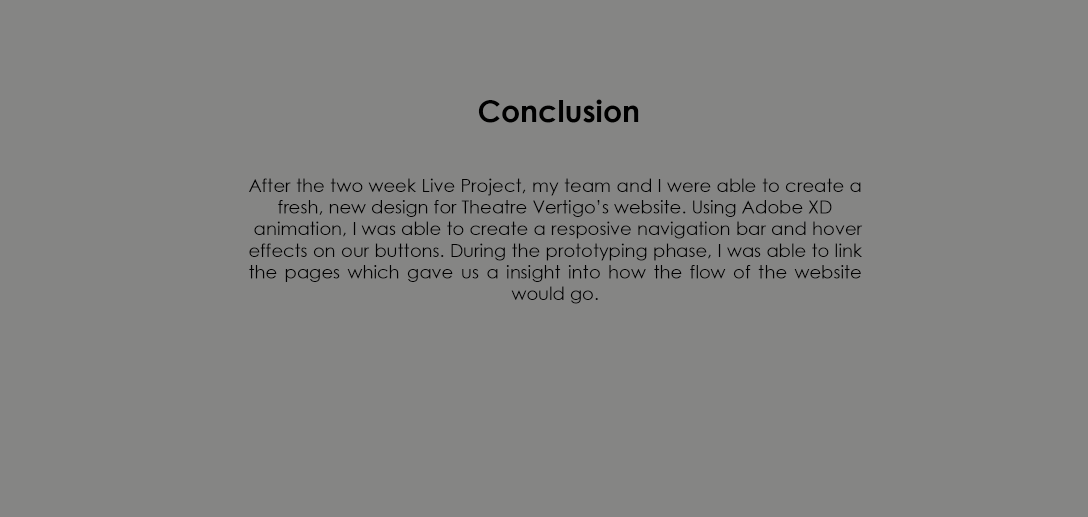 Conclusion
After the two week Live Project, my team and I were able to create a
fresh, new design for Theatre Vertigo’s website. Using Adobe XD
animation, I was able to create a resposive navigation bar and hover
effects on our buttons. During the prototyping phase, I was able to link
the pages which gave us a insight into how the flow of the website
would go.